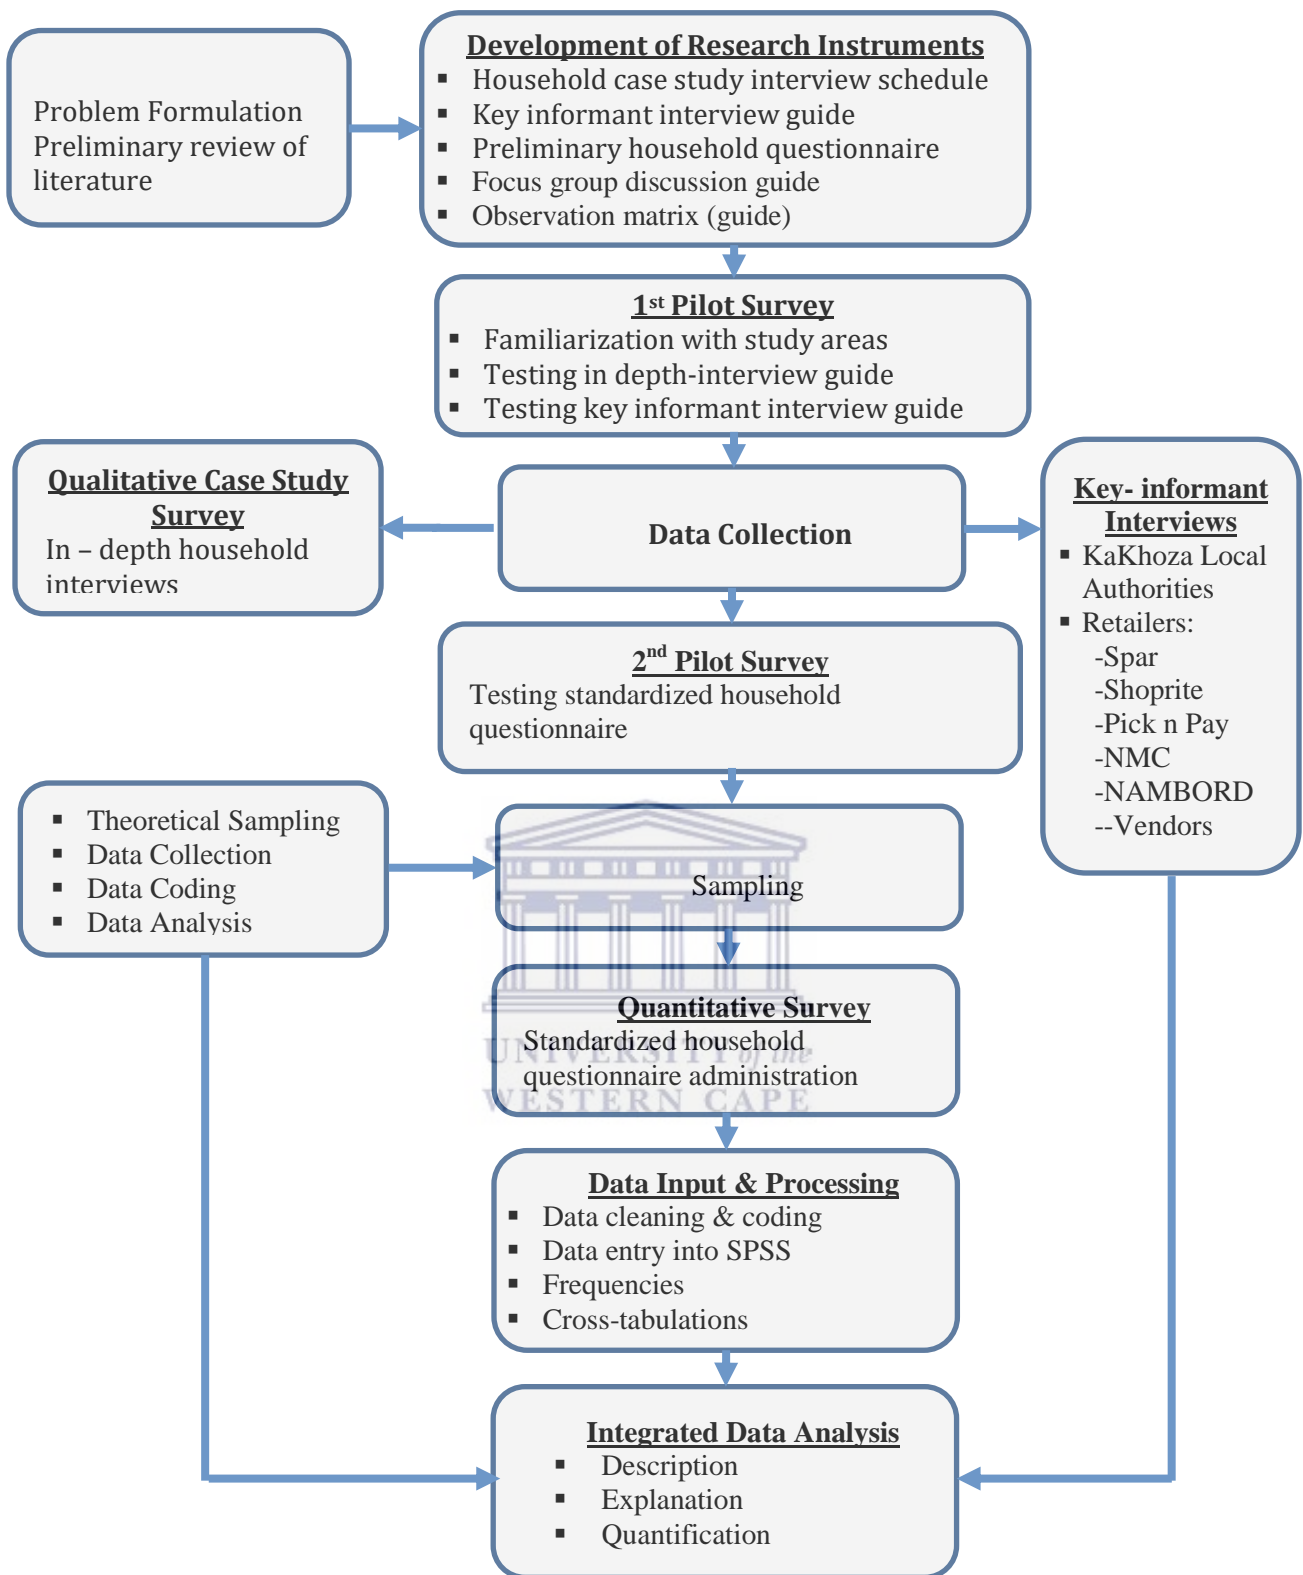 Problem Formulation
Preliminary review of
literature
Development of Research Instruments
▪ Household case study interview schedule
▪ Key informant interview guide
▪ Preliminary household questionnaire
▪ Focus group discussion guide
▪ Observation matrix (guide)
1st Pilot Survey
▪ Familiarization with study areas
▪ Testing in depth-interview guide
▪ Testing key informant interview guide
Qualitative Case Study
Survey
In – depth household
interviews
Data Collection
Key- informant
Interviews
▪ KaKhoza Local
Authorities
▪ Retailers:
-Spar
-Shoprite
-Pick n Pay
-NMC
-NAMBORD
--Vendors
2nd Pilot Survey
Testing standardized household
questionnaire
▪ Theoretical Sampling
▪ Data Collection
▪ Data Coding
▪ Data Analysis
Sampling
Quantitative Survey
Standardized household
questionnaire administration
UNIVERSITY of the
WESTERN CAPE
Data Input & Processing
▪ Data cleaning & coding
▪ Data entry into SPSS
▪ Frequencies
▪ Cross-tabulations
Integrated Data Analysis
▪ Description
▪ Explanation
▪ Quantification